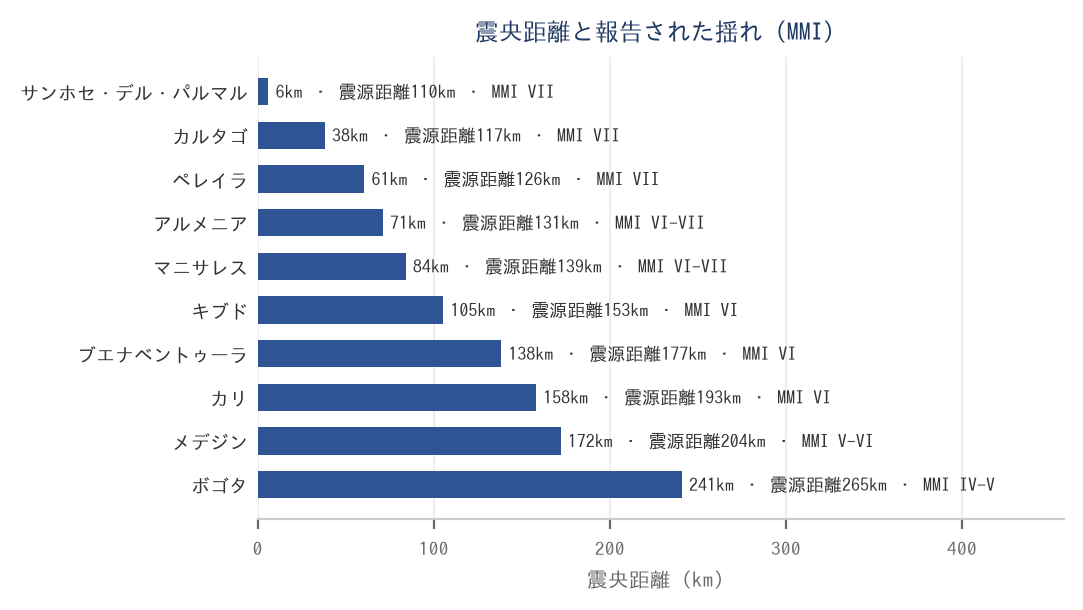 震央距離と報告された揺れ（MMI）
サンホセ・デル・パルマル 6km ・ 震源距離110km ・ MMI VII
カルタゴ 38km ・ 震源距離117km ・ MMI VII
ペレイラ 61km ・ 震源距離126km ・ MMI VII
アルメニア 71km ・ 震源距離131km ・ MMI VI–VII
マニサレス 84km ・ 震源距離139km ・ MMI VI–VII
キブド 105km ・ 震源距離153km ・ MMI VI
ブエナベントゥーラ 138km ・ 震源距離177km ・ MMI VI
カリ 158km ・ 震源距離193km ・ MMI VI
メデジン 172km ・ 震源距離204km ・ MMI V–VI
ボゴタ 241km ・ 震源距離265km ・ MMI IV–V
0 100 200 300 400
震央距離（km）